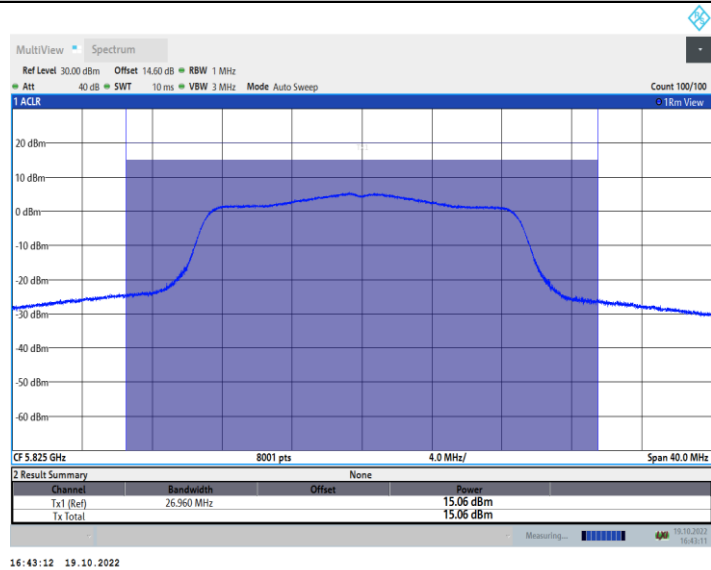 MultiView Spectrum
Ref Level 30.00 dBm Offset 14.60 dB RBW 1 MHz
Att 40 dB SWT 10 ms VBW 3 MHz Mode Auto Sweep Count 100/100
1 ACLR 1Rm View
20 dBm
10 dBm
0 dBm
-10 dBm
-20 dBm
-30 dBm
-40 dBm
-50 dBm
-60 dBm
CF 5.825 GHz 8001 pts 4.0 MHz/ Span 40.0 MHz
2 Result Summary None
Channel Bandwidth Offset Power
Tx1 (Ref) 26.960 MHz 15.06 dBm
Tx Total 15.06 dBm
Measuring... 19.10.2022
16:43:11
16:43:12 19.10.2022